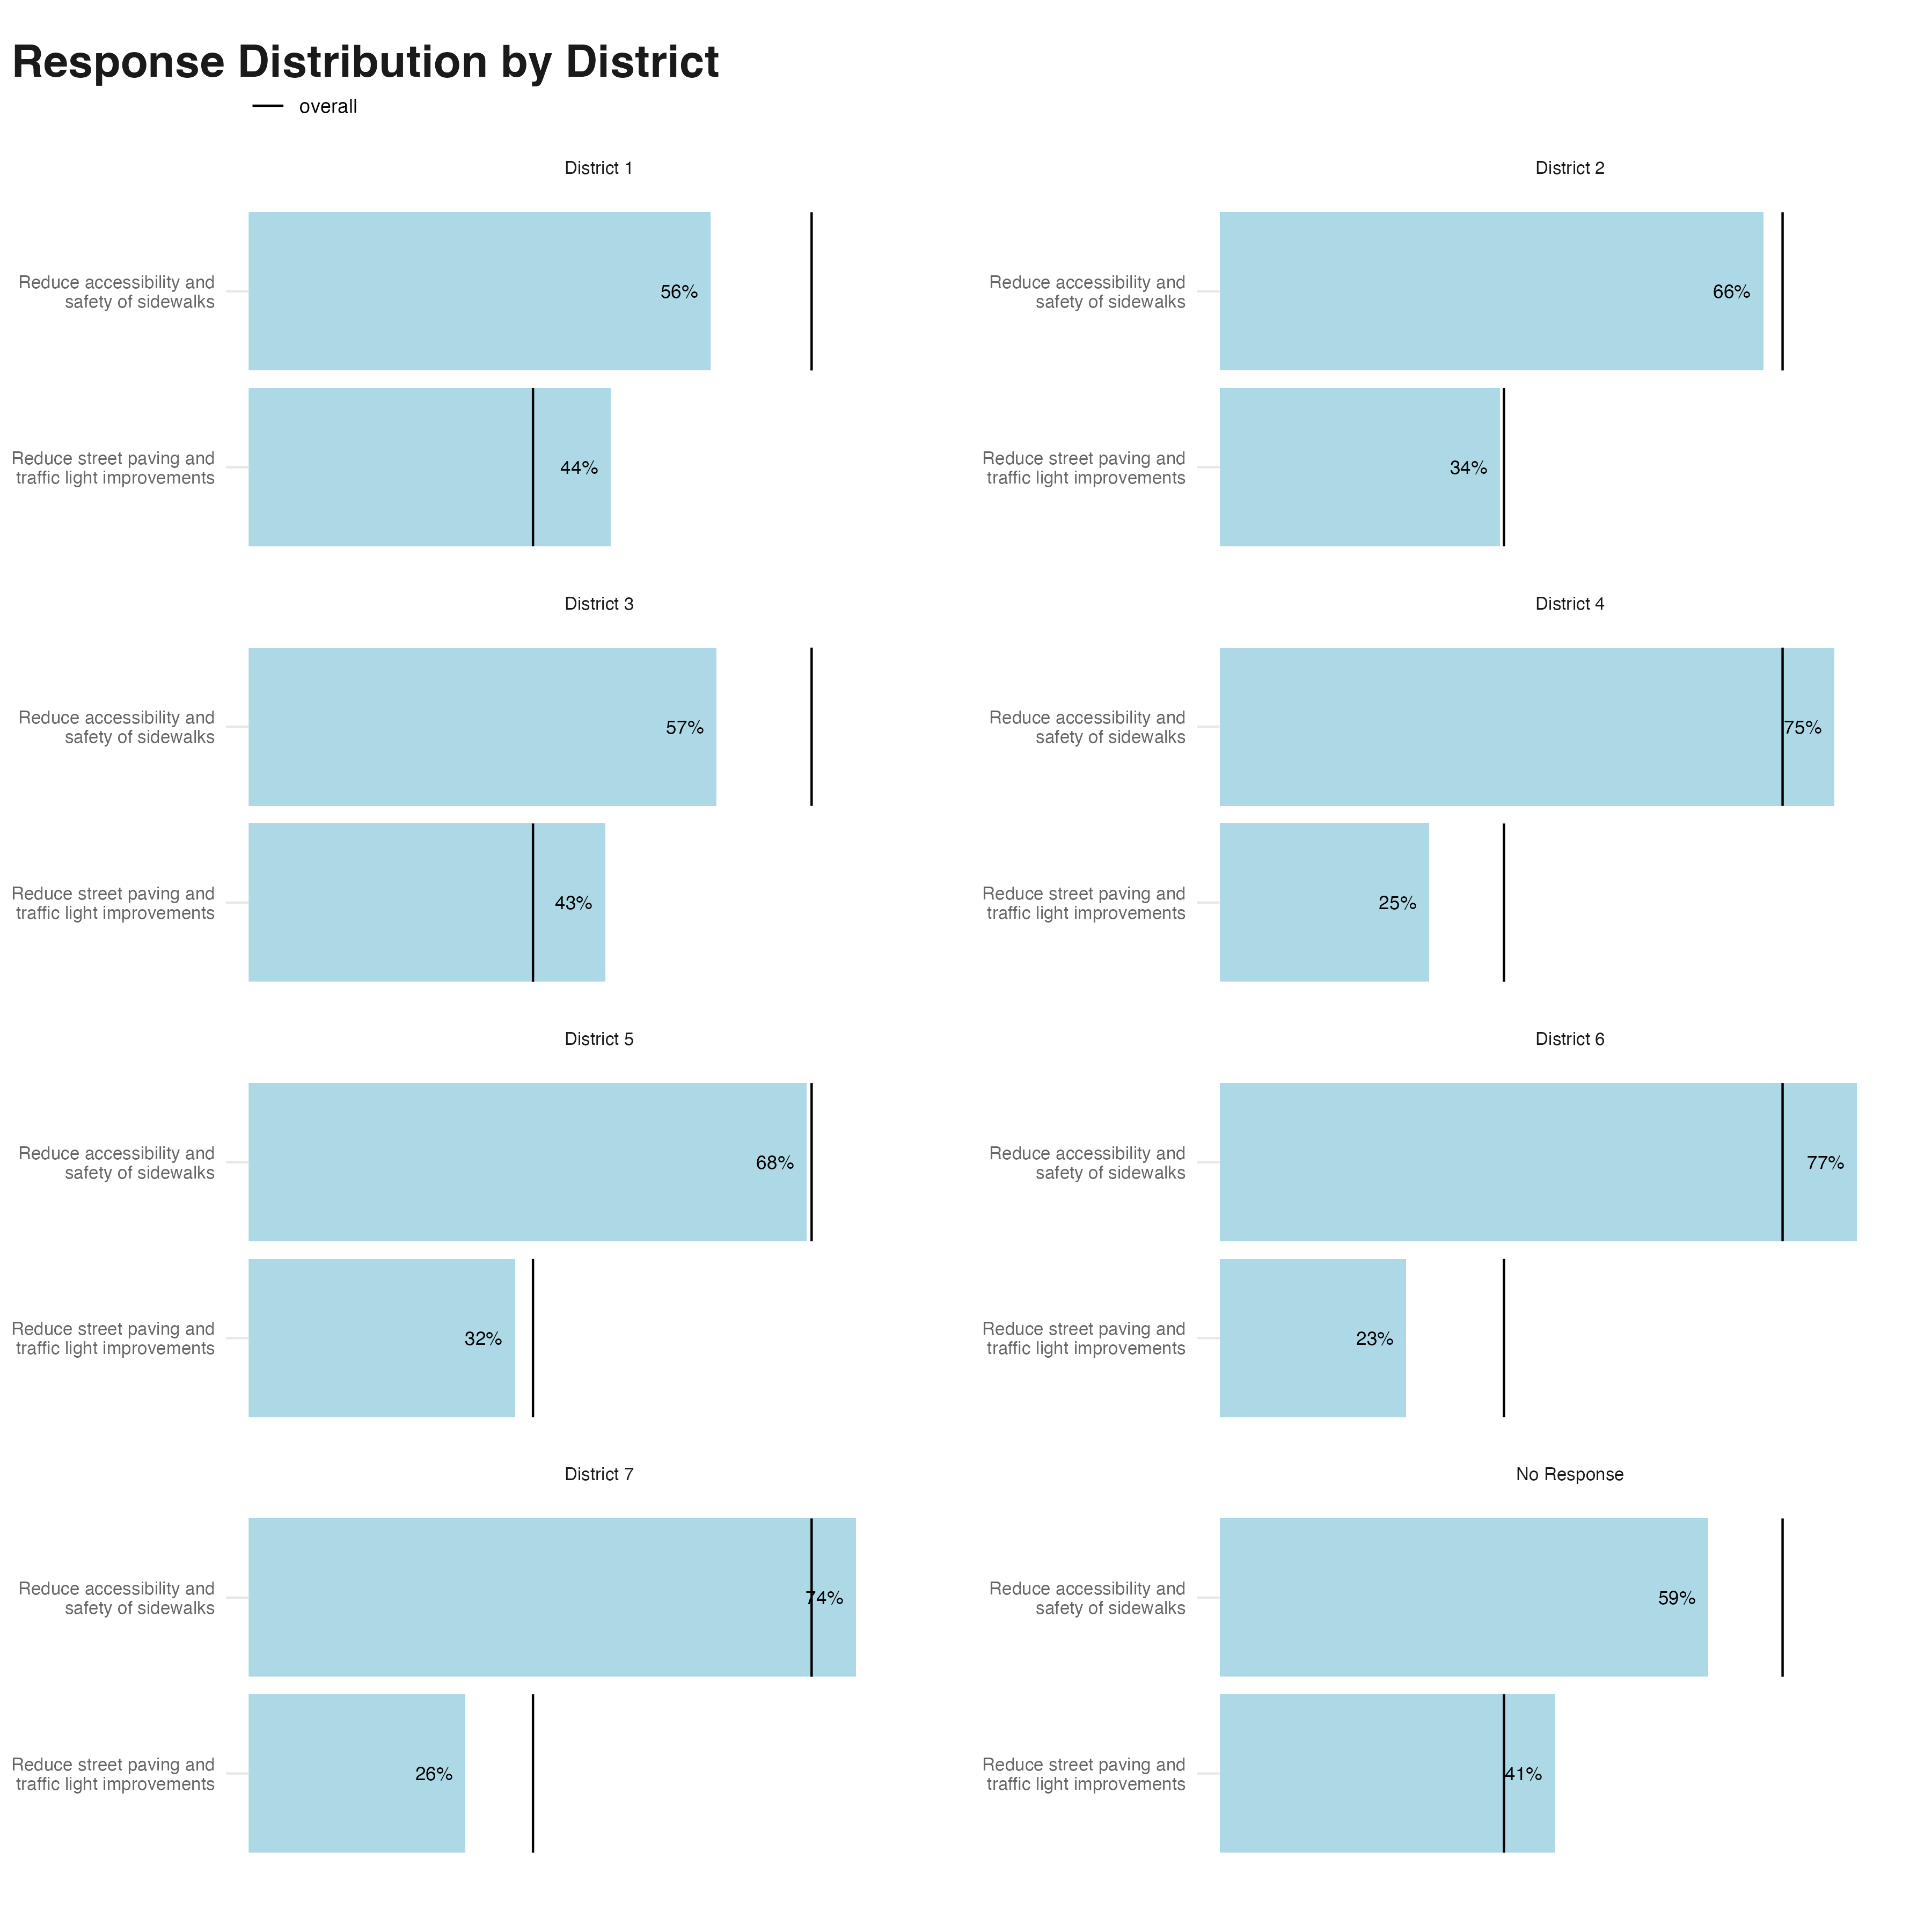 Response Distribution by District
overall
District 1
Reduce accessibility and
safety of sidewalks
56%
Reduce street paving and
traffic light improvements
44%
District 2
Reduce accessibility and
safety of sidewalks
66%
Reduce street paving and
traffic light improvements
34%
District 3
Reduce accessibility and
safety of sidewalks
57%
Reduce street paving and
traffic light improvements
43%
District 4
Reduce accessibility and
safety of sidewalks
75%
Reduce street paving and
traffic light improvements
25%
District 5
Reduce accessibility and
safety of sidewalks
68%
Reduce street paving and
traffic light improvements
32%
District 6
Reduce accessibility and
safety of sidewalks
77%
Reduce street paving and
traffic light improvements
23%
District 7
Reduce accessibility and
safety of sidewalks
74%
Reduce street paving and
traffic light improvements
26%
No Response
Reduce accessibility and
safety of sidewalks
59%
Reduce street paving and
traffic light improvements
41%